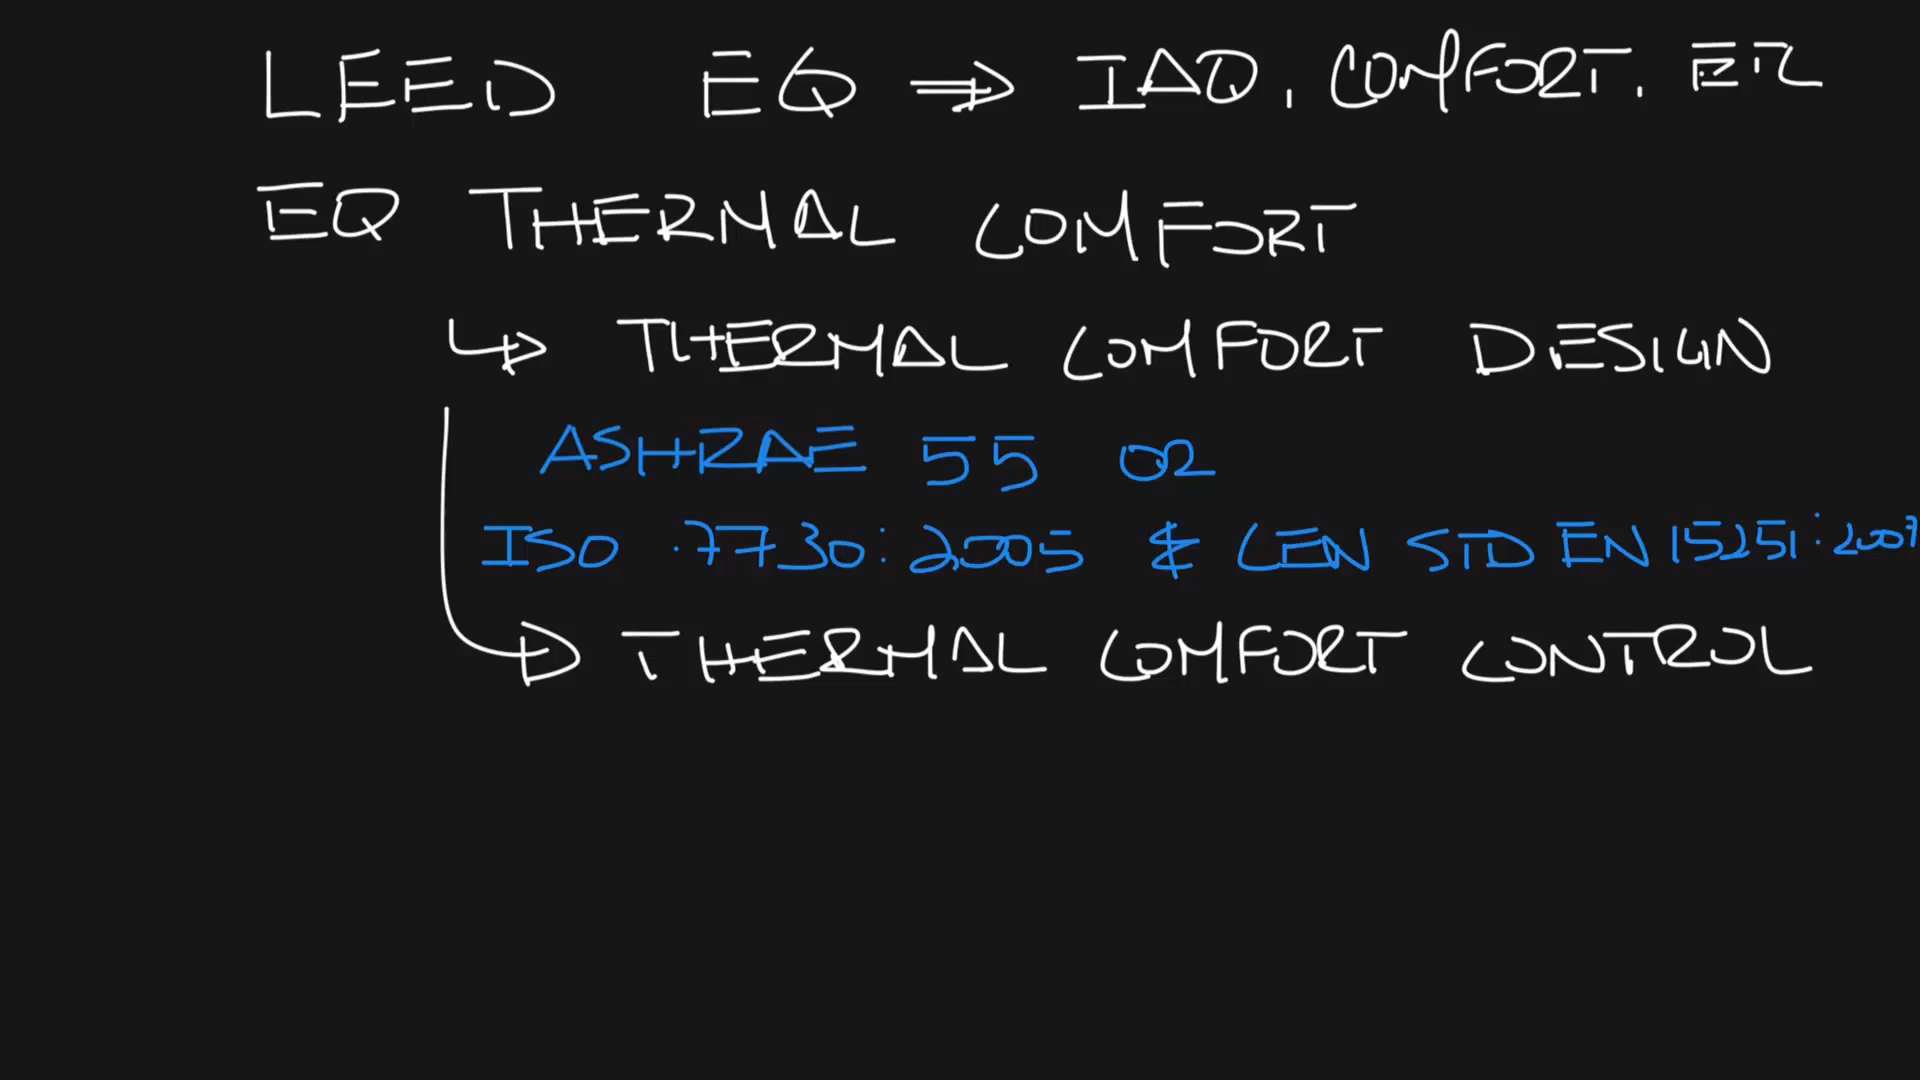 LEED EQ ⇒ IAQ, COMFORT, ETC
EQ THERMAL COMFORT
↳ THERMAL COMFORT DESIGN
ASHRAE 55 OR
ISO 7730:2005 & CEN STD EN 15251:2007
↳ THERMAL COMFORT CONTROL